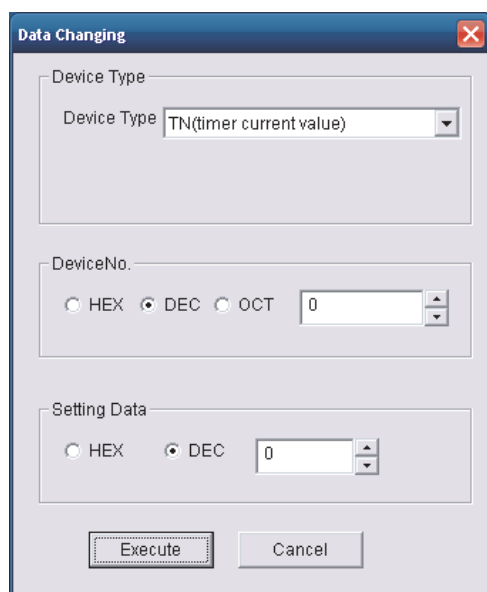 Data Changing
Device Type
Device Type TN(timer current value)
DeviceNo.
HEX DEC OCT 0
Setting Data
HEX DEC 0
Execute Cancel